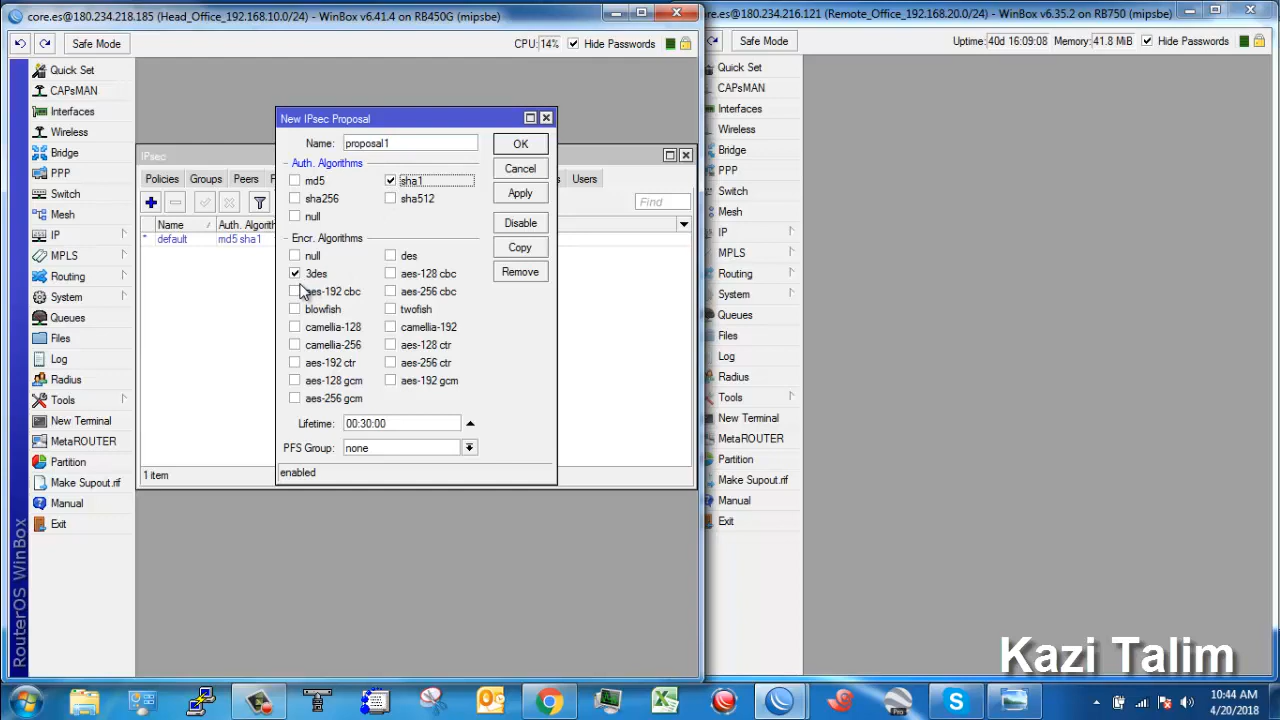 core.es@180.234.218.185 (Head_Office_192.168.10.0/24) - WinBox v6.41.4 on RB450G (mipsbe)
Safe Mode
CPU: 14%
Hide Passwords
Quick Set
CAPsMAN
Interfaces
Wireless
Bridge
PPP
Switch
Mesh
IP
MPLS
Routing
System
Queues
Files
Log
Radius
Tools
New Terminal
MetaROUTER
Partition
Make Supout.rif
Manual
Exit
RouterOS WinBox
IPsec
Policies
Groups
Peers
Users
Find
Name
Auth. Algorith
* default
md5 sha1
1 item
New IPsec Proposal
Name: proposal1
OK
Cancel
Apply
Disable
Copy
Remove
Auth. Algorithms
md5
sha1
sha256
sha512
null
Encr. Algorithms
null
des
3des
aes-128 cbc
aes-192 cbc
aes-256 cbc
blowfish
twofish
camellia-128
camellia-192
camellia-256
aes-128 ctr
aes-192 ctr
aes-256 ctr
aes-128 gcm
aes-192 gcm
aes-256 gcm
Lifetime: 00:30:00
PFS Group: none
enabled
core.es@180.234.216.121 (Remote_Office_192.168.20.0/24) - WinBox v6.35.2 on RB750 (mipsbe)
Safe Mode
Uptime: 40d 16:09:08
Memory: 41.8 MiB
Hide Passwords
Quick Set
CAPsMAN
Interfaces
Wireless
Bridge
PPP
Switch
Mesh
IP
MPLS
Routing
System
Queues
Files
Log
Radius
Tools
New Terminal
MetaROUTER
Partition
Make Supout.rif
Manual
Exit
Kazi Talim
10:44 AM
4/20/2018